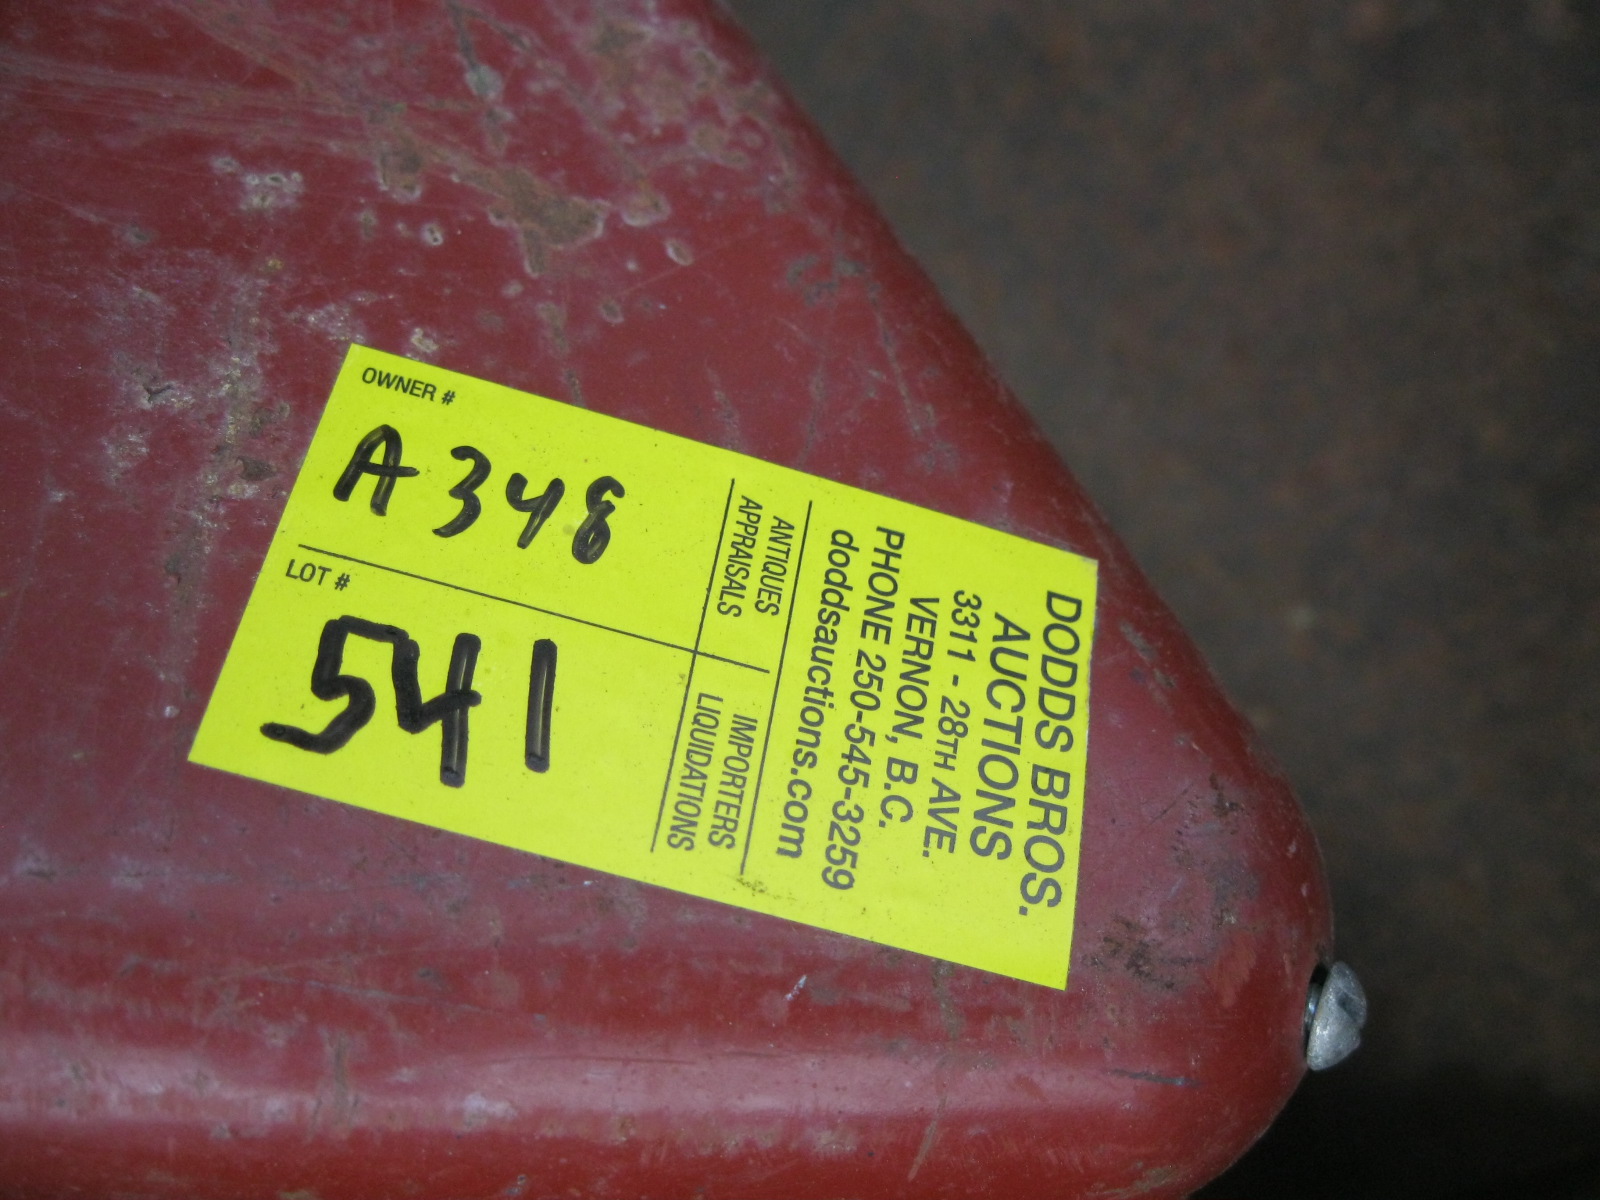 OWNER #
A 348
LOT #
541
ANTIQUES
APPRAISALS
IMPORTERS
LIQUIDATIONS
DODDS BROS.
AUCTIONS
3311 - 28TH AVE.
VERNON, B.C.
PHONE 250-545-3259
doddsauctions.com